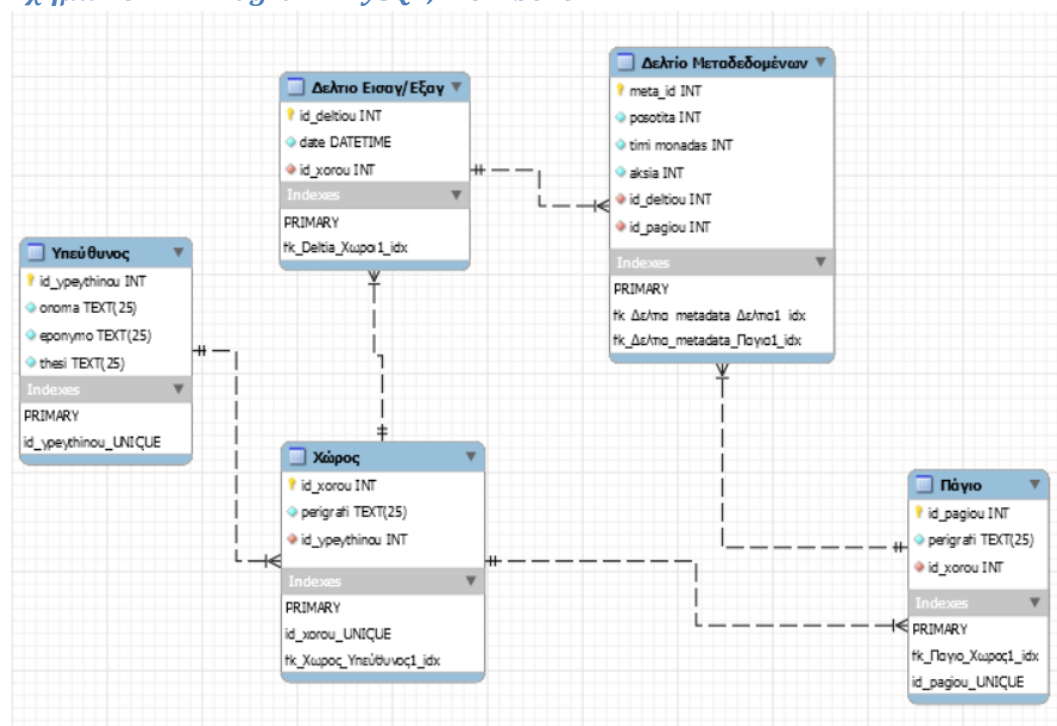 Δελτιο Εισαγ/Εξαγ
id_deltiou INT
date DATETIME
id_xorou INT
Indexes
PRIMARY
fk_Deltia_Χωροι1_idx
Δελτίο Μεταδεδομένων
meta_id INT
posotita INT
timi monadas INT
aksia INT
id_deltiou INT
id_pagiou INT
Indexes
PRIMARY
fk_Δελτια_metadata_Δελτια1_idx
fk_Δελτια_metadata_Παγια1_idx
Υπεύθυνος
id_ypeythinou INT
onoma TEXT(25)
eponymo TEXT(25)
thesi TEXT(25)
Indexes
PRIMARY
id_ypeythinou_UNIQUE
Χώρος
id_xorou INT
perigrafi TEXT(25)
id_ypeythinou INT
Indexes
PRIMARY
id_xorou_UNIQUE
fk_Χωρος_Υπεύθυνος1_idx
Πάγιο
id_pagiou INT
perigrafi TEXT(25)
id_xorou INT
Indexes
PRIMARY
fk_Παγιο_Χωρος1_idx
id_pagiou_UNIQUE